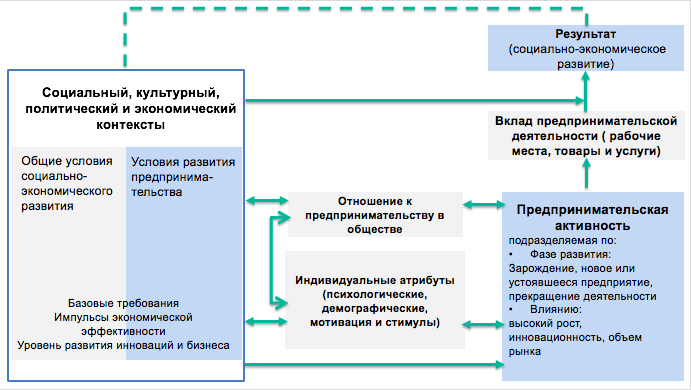 Результат
(социально-экономическое
развитие)
Социальный, культурный,
политический и экономический
контексты
Общие условия
социально-
экономического
развития
Условия развития
предпринима-
тельства
Базовые требования
Импульсы экономической
эффективности
Уровень развития инноваций и бизнеса
Вклад предпринимательской
деятельности ( рабочие
места, товары и услуги)
Отношение к
предпринимательству в
обществе
Индивидуальные атрибуты
(психологические,
демографические,
мотивация и стимулы)
Предпринимательская
активность
подразделяемая по:
• Фазе развития:
Зарождение, новое или
устоявшееся предприятие,
прекращение деятельности
• Влиянию:
высокий рост,
инновационность, объем
рынка